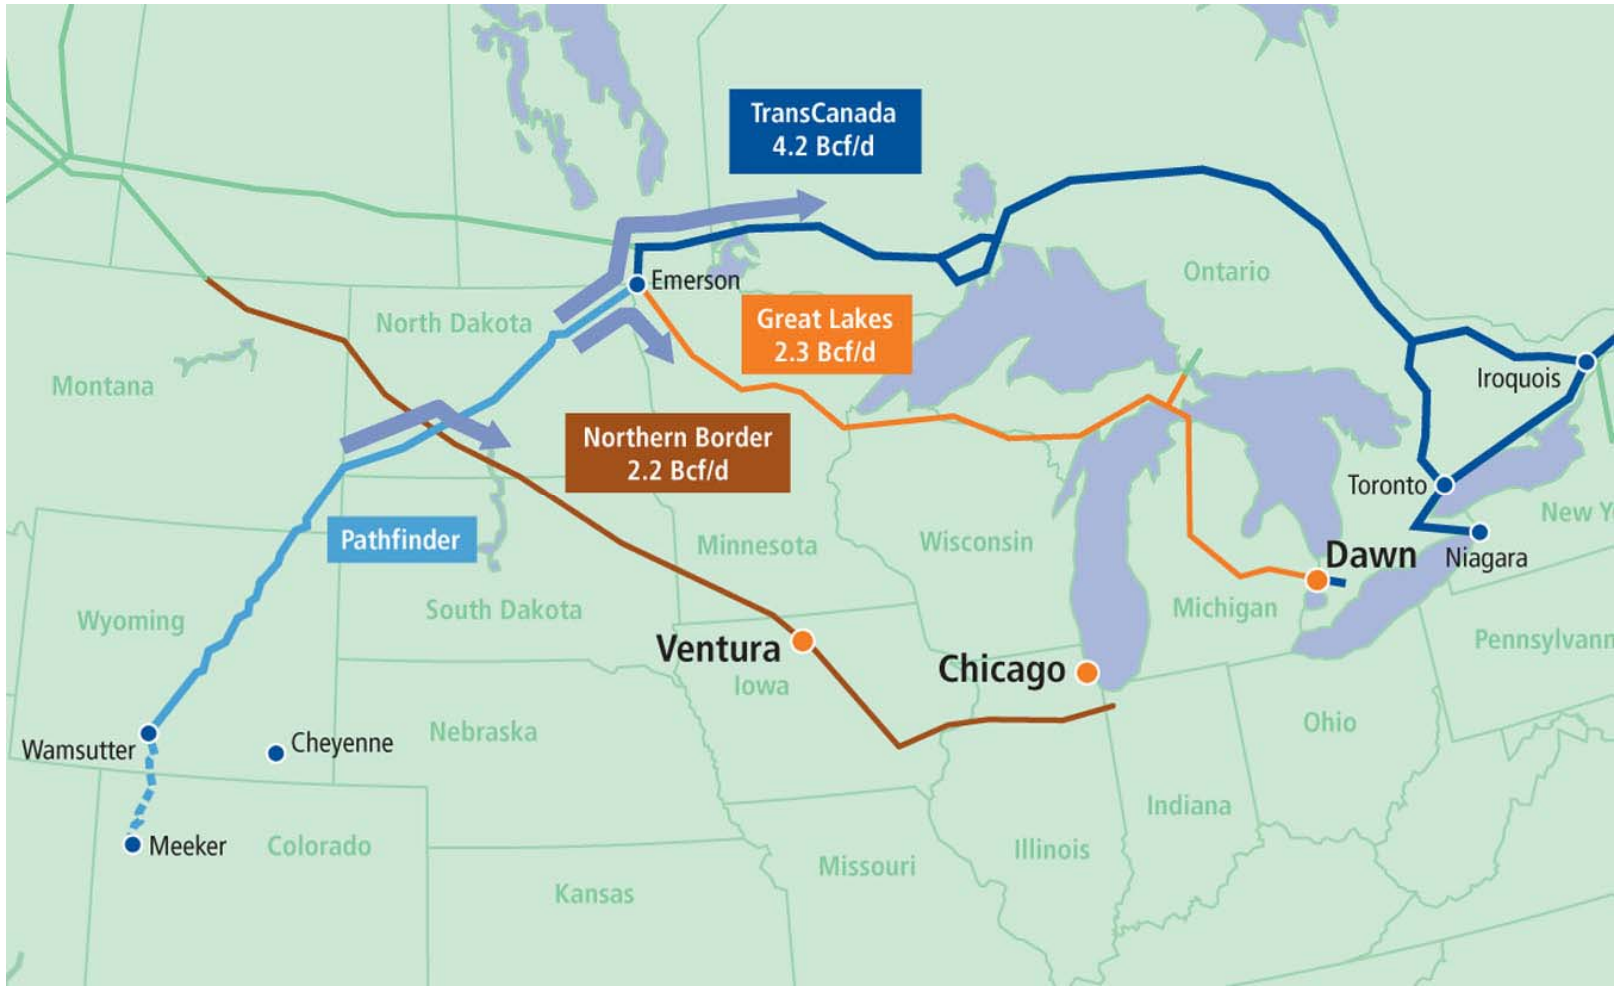 TransCanada
4.2 Bcf/d
Emerson
Ontario
North Dakota
Great Lakes
2.3 Bcf/d
Montana
Iroquois
Northern Border
2.2 Bcf/d
Toronto
New Y
Pathfinder
Minnesota
Wisconsin
Dawn
Niagara
Wyoming
South Dakota
Michigan
Pennsylvann
Ventura
Chicago
Iowa
Wamsutter
Cheyenne
Nebraska
Ohio
Meeker
Colorado
Indiana
Illinois
Missouri
Kansas